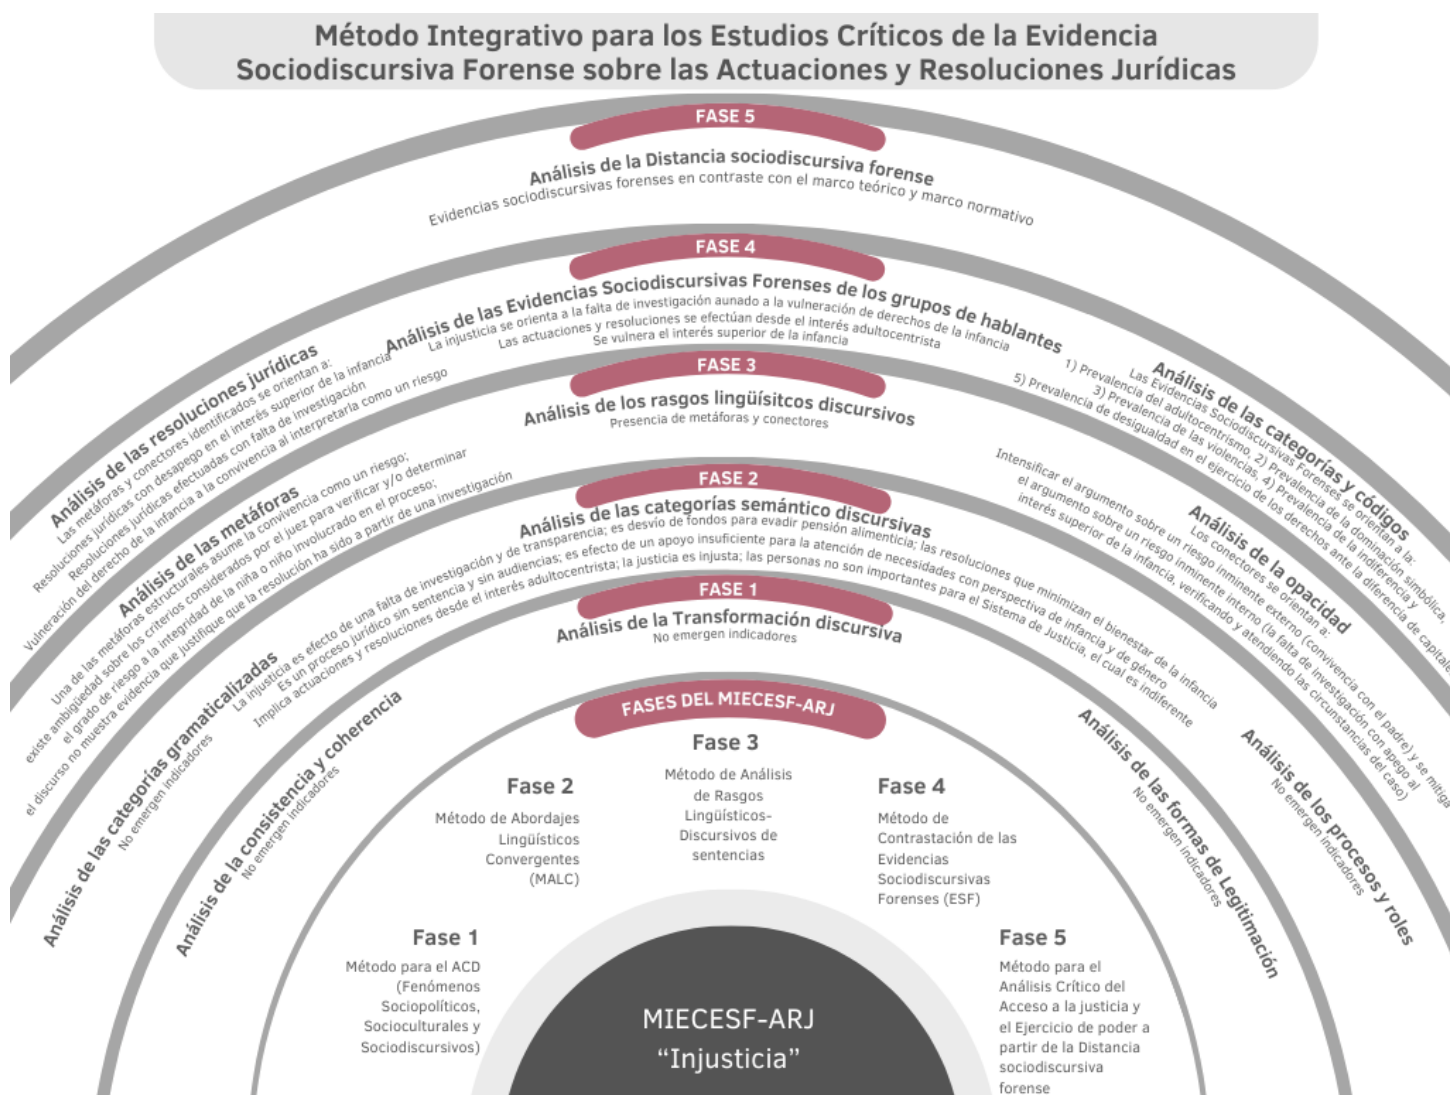 Método Integrativo para los Estudios Críticos de la Evidencia
Sociodiscursiva Forense sobre las Actuaciones y Resoluciones Jurídicas
FASE 5
Análisis de la Distancia sociodiscursiva forense
Evidencias sociodiscursivas forenses en contraste con el marco teórico y marco normativo
FASE 4
Análisis de las Evidencias Sociodiscursivas Forenses de los grupos de hablantes
La injusticia se orienta a la falta de investigación aunado a la vulneración de derechos de la infancia
Las actuaciones y resoluciones se efectúan desde el interés adultocentrista
Se vulnera el interés superior de la infancia
Análisis de las resoluciones jurídicas
Las metáforas y conectores identificados se orientan a:
Resoluciones jurídicas con desapego en el interés superior de la infancia
Resoluciones jurídicas efectuadas con falta de investigación
Vulneración del derecho de la infancia a la convivencia al interpretarla como un riesgo
Análisis de las categorías y códigos
Las Evidencias Sociodiscursivas Forenses se orientan a la:
1) Prevalencia del adultocentrismo, 2) Prevalencia de la dominación simbólica,
3) Prevalencia de las violencias, 4) Prevalencia de la indiferencia y
5) Prevalencia de desigualdad en el ejercicio de los derechos ante la diferencia de capitales
FASE 3
Análisis de los rasgos lingüísitcos discursivos
Presencia de metáforas y conectores
Análisis de las metáforas
Una de las metáforas estructurales asume la convivencia como un riesgo;
existe ambigüedad sobre los criterios considerados por el juez para verificar y/o determinar
el grado de riesgo a la integridad de la niña o niño involucrado en el proceso;
el discurso no muestra evidencia que justifique que la resolución ha sido a partir de una investigación
Análisis de la opacidad
Los conectores se orientan a:
Intensificar el argumento sobre un riesgo inminente externo (convivencia con el padre) y se mitiga
el argumento sobre un riesgo inminente interno (la falta de investigación con apego al
interés superior de la infancia, verificando y atendiendo las circunstancias del caso)
FASE 2
Análisis de las categorías semántico discursivas
La injusticia es efecto de una falta de investigación y de transparencia; es desvío de fondos para evadir pensión alimenticia; las resoluciones que minimizan el bienestar de la infancia
Es un proceso jurídico sin sentencia y sin audiencias; es efecto de un apoyo insuficiente para la atención de necesidades con perspectiva de infancia y de género
Implica actuaciones y resoluciones desde el interés adultocentrista; la justicia es injusta; las personas no son importantes para el Sistema de Justicia, el cual es indiferente
Análisis de las categorías gramaticalizadas
No emergen indicadores
Análisis de los procesos y roles
No emergen indicadores
FASE 1
Análisis de la Transformación discursiva
No emergen indicadores
Análisis de la consistencia y coherencia
No emergen indicadores
Análisis de las formas de Legitimación
No emergen indicadores
FASES DEL MIECESF-ARJ
Fase 1
Método para el ACD
(Fenómenos
Sociopolíticos,
Socioculturales y
Sociodiscursivos)
Fase 2
Método de Abordajes
Lingüísticos
Convergentes
(MALC)
Fase 3
Método de Análisis
de Rasgos
Lingüísticos-
Discursivos de
sentencias
Fase 4
Método de
Contrastación de las
Evidencias
Sociodiscursivas
Forenses (ESF)
Fase 5
Método para el
Análisis Crítico del
Acceso a la justicia y
el Ejercicio de poder a
partir de la Distancia
sociodiscursiva
forense
MIECESF-ARJ
“Injusticia”